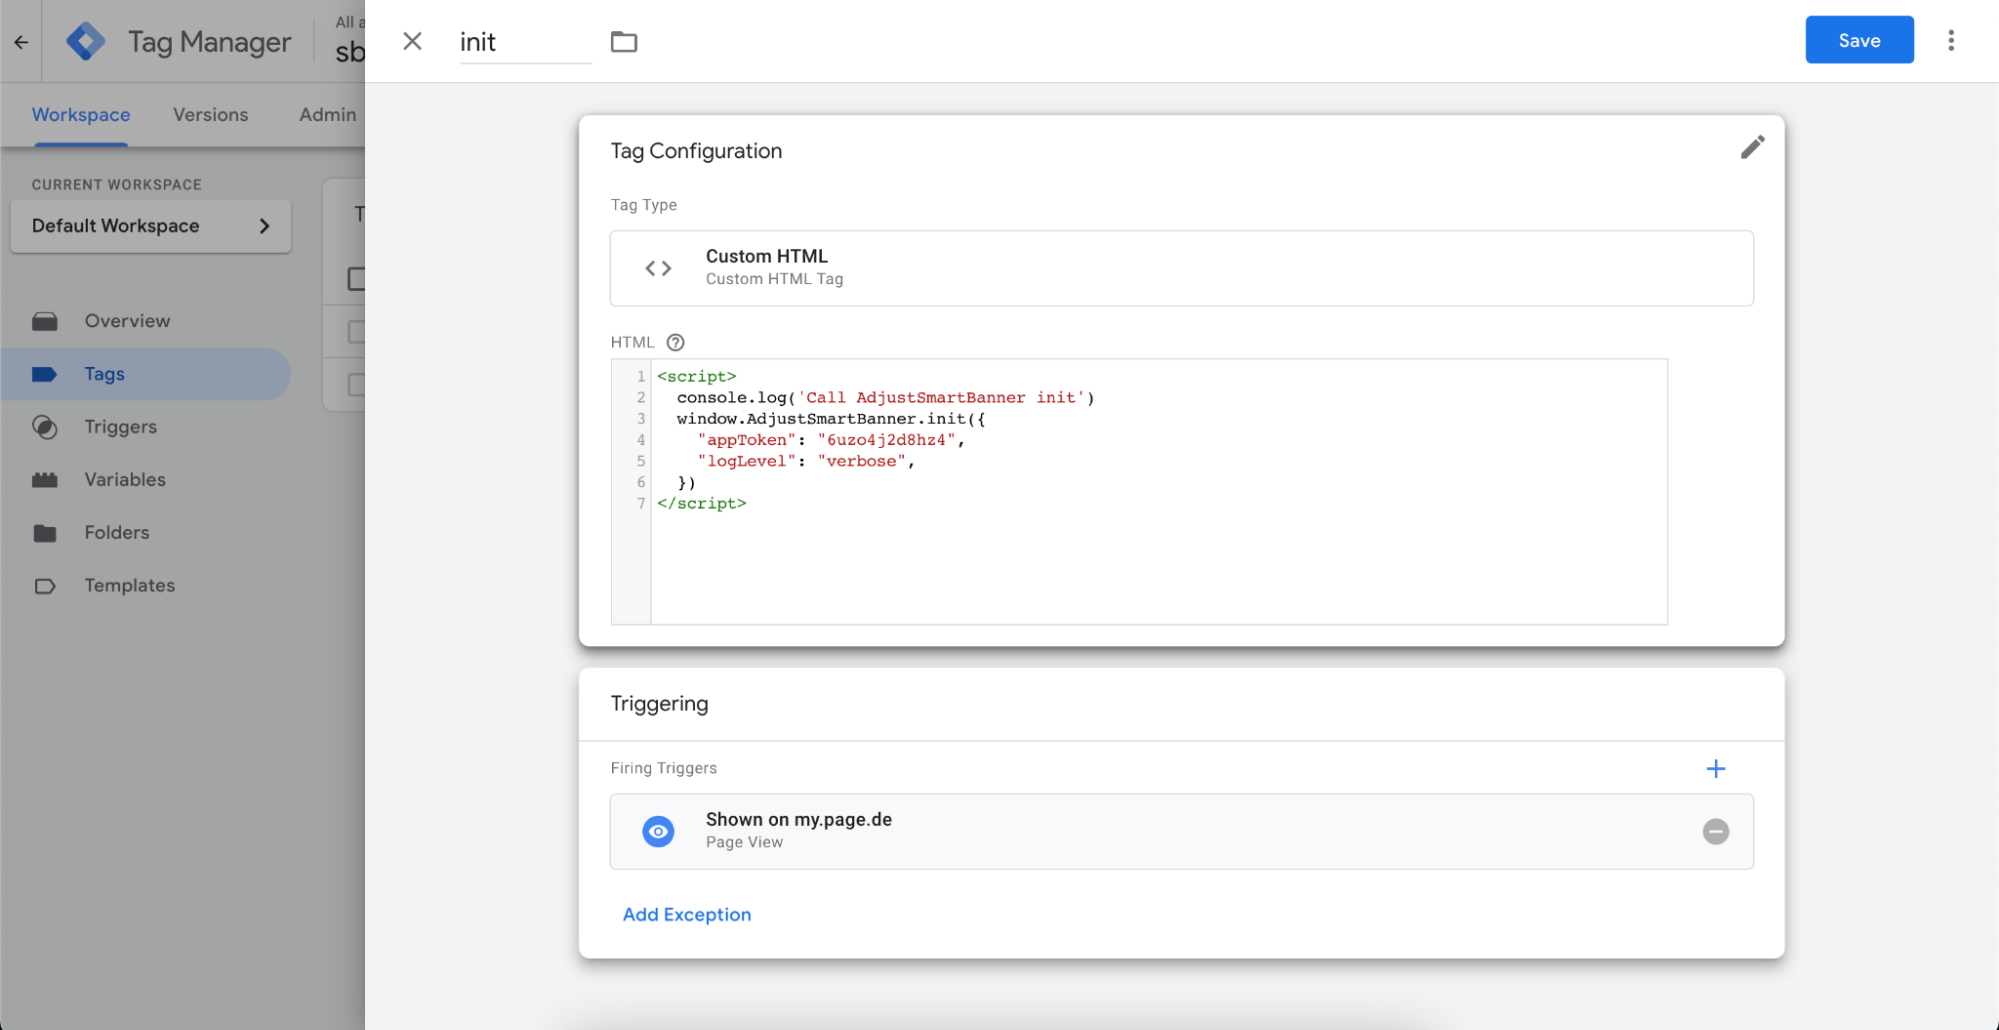 Tag Manager
All a
sb
init
Save
Workspace
Versions
Admin
CURRENT WORKSPACE
Default Workspace
Overview
Tags
Triggers
Variables
Folders
Templates
T
Tag Configuration
Tag Type
Custom HTML
Custom HTML Tag
HTML
1 <script>
2   console.log('Call AdjustSmartBanner init')
3   window.AdjustSmartBanner.init({
4     "appToken": "6uzo4j2d8hz4",
5     "logLevel": "verbose",
6   })
7 </script>
Triggering
Firing Triggers
Shown on my.page.de
Page View
Add Exception